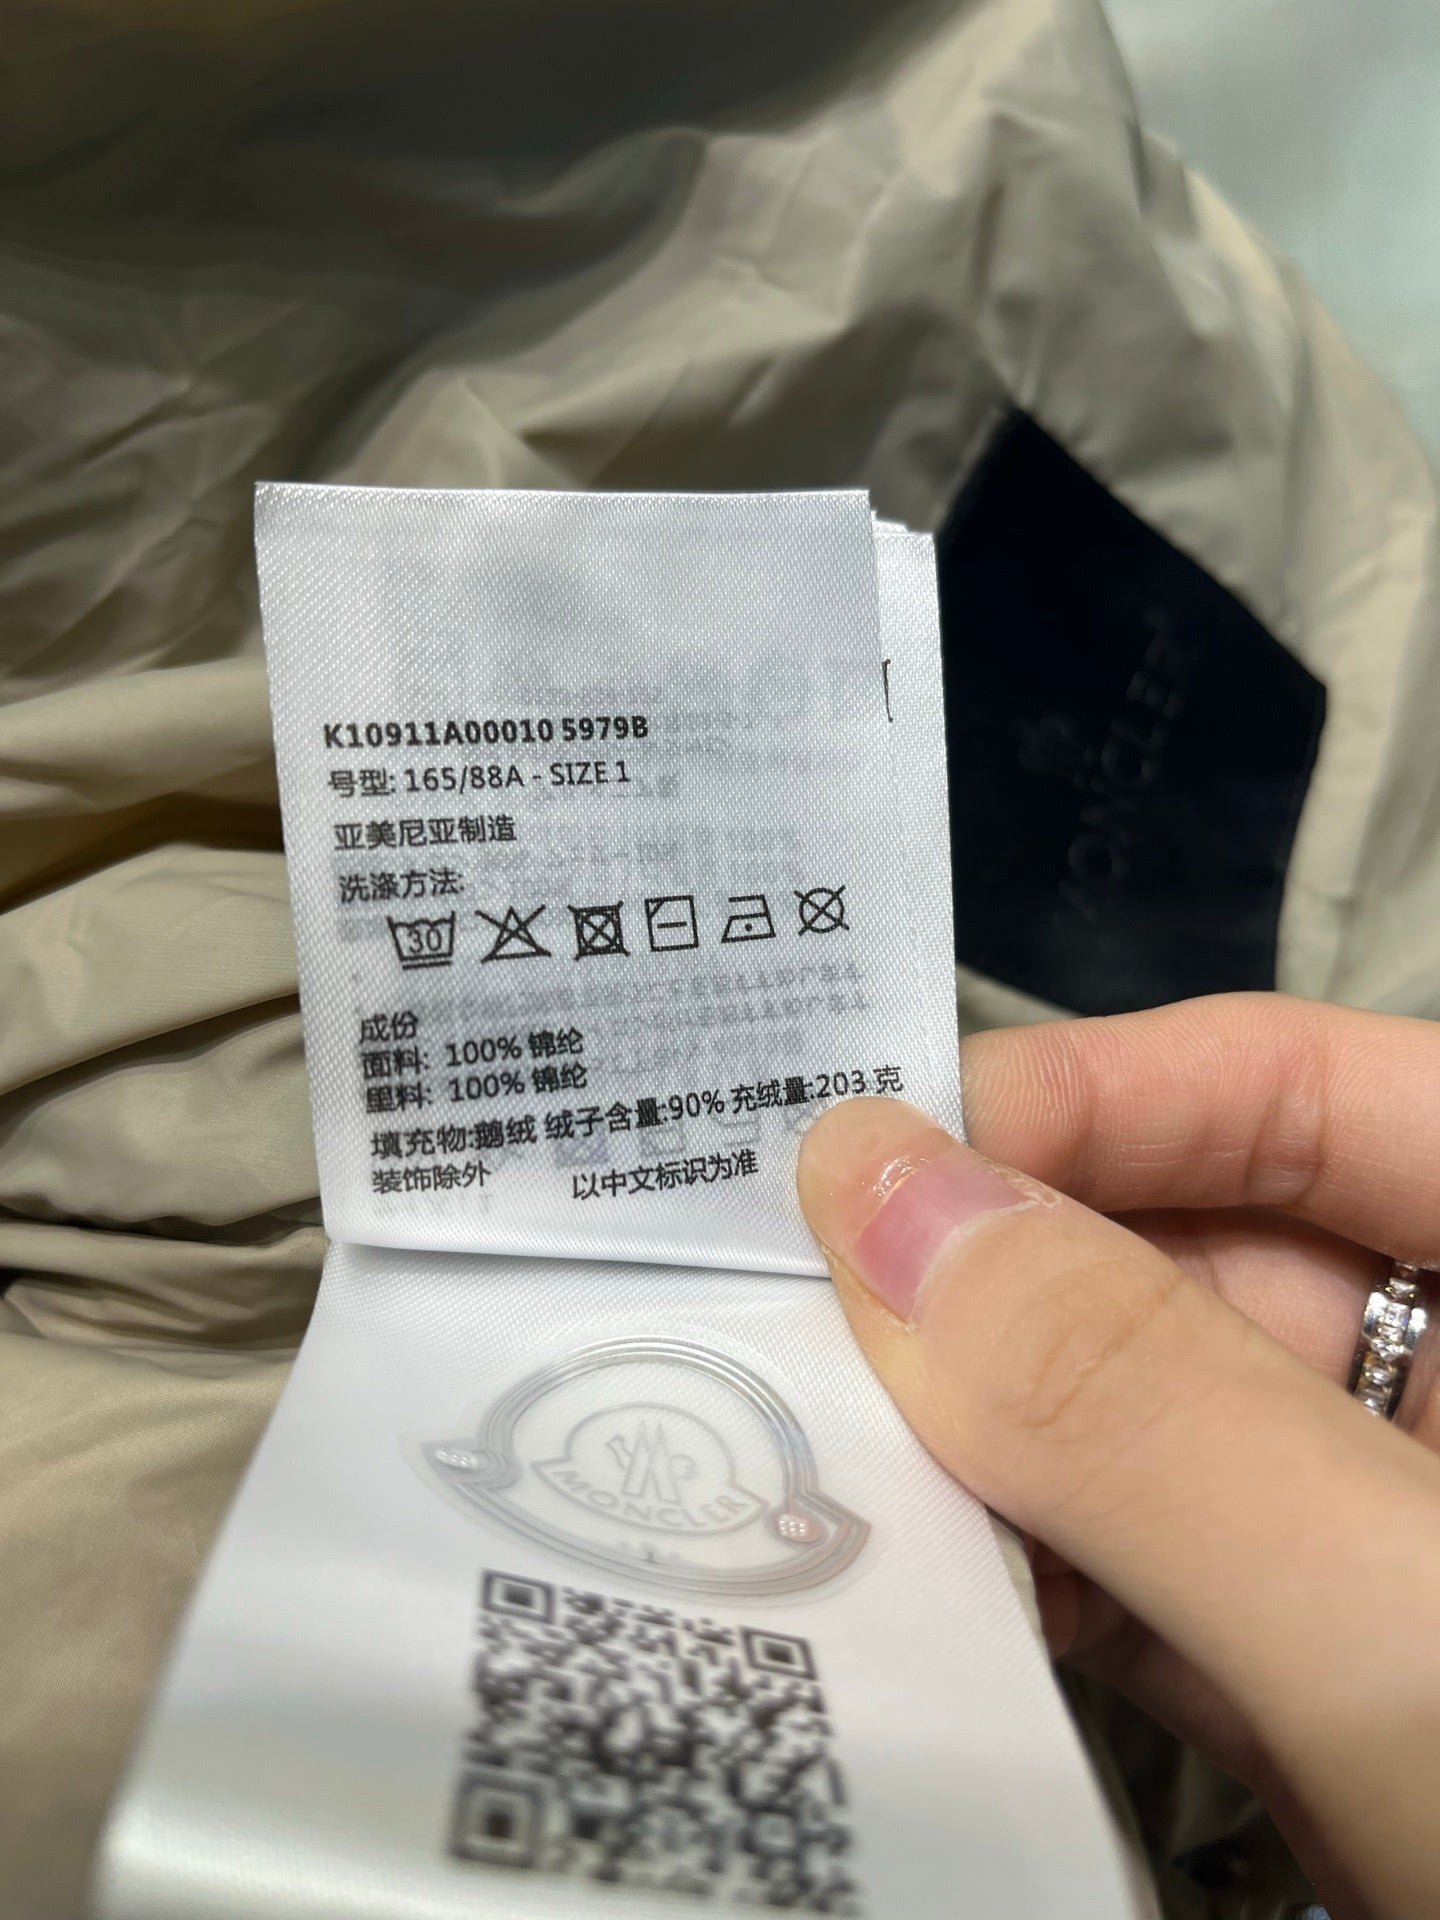 K10911A00010 5979B
号型: 165/88A - SIZE 1
亚美尼亚制造
洗涤方法:
30
成份
面料: 100% 锦纶
里料: 100% 锦纶
填充物:鹅绒 绒子含量:90% 充绒量:203 克
装饰除外 以中文标识为准
MONCLER
MONCLER